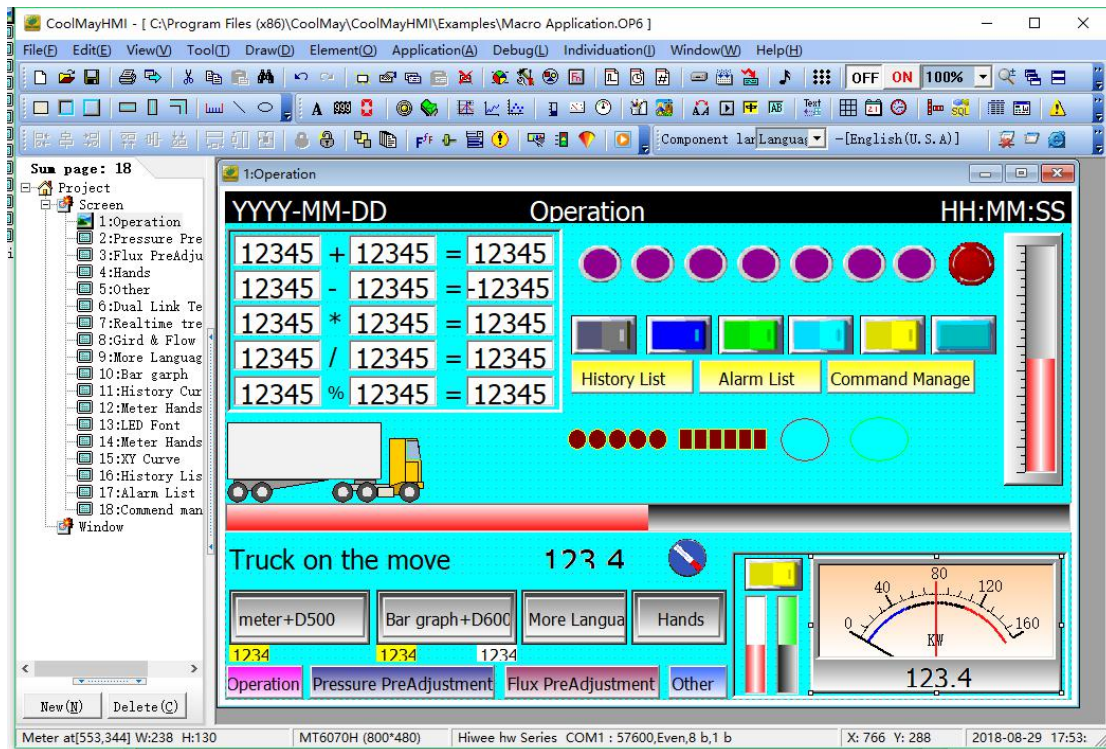 CoolMayHMI - [ C:\Program Files (x86)\CoolMay\CoolMayHMI\Examples\Macro Application.OP6 ]
File(F) Edit(E) View(V) Tool(T) Draw(D) Element(O) Application(A) Debug(L) Individuation(I) Window(W) Help(H)
OFF ON 100%
A AB Text SQL
Component lar Languag -[English(U.S.A)]
Sum page: 18
Project
Screen
1:Operation
2:Pressure Pre
3:Flux PreAdju
4:Hands
5:Other
6:Dual Link Te
7:Realtime tre
8:Gird & Flow
9:More Languag
10:Bar garph
11:History Cur
12:Meter Hands
13:LED Font
14:Meter Hands
15:XY Curve
16:History Lis
17:Alarm List
18:Commend man
Window
New(N) Delete(C)
1:Operation
YYYY-MM-DD Operation HH:MM:SS
12345 + 12345 = 12345
12345 - 12345 = -12345
12345 * 12345 = 12345
12345 / 12345 = 12345
12345 % 12345 = 12345
History List Alarm List Command Manage
Truck on the move 123.4
meter+D500 Bar graph+D600 More Langua Hands
1234 1234 1234
Operation Pressure PreAdjustment Flux PreAdjustment Other
0 40 80 120 160
KW
123.4
Meter at[553,344] W:238 H:130 MT6070H (800*480) Hiwee hw Series COM1 : 57600,Even,8 b,1 b X: 766 Y: 288 2018-08-29 17:53: